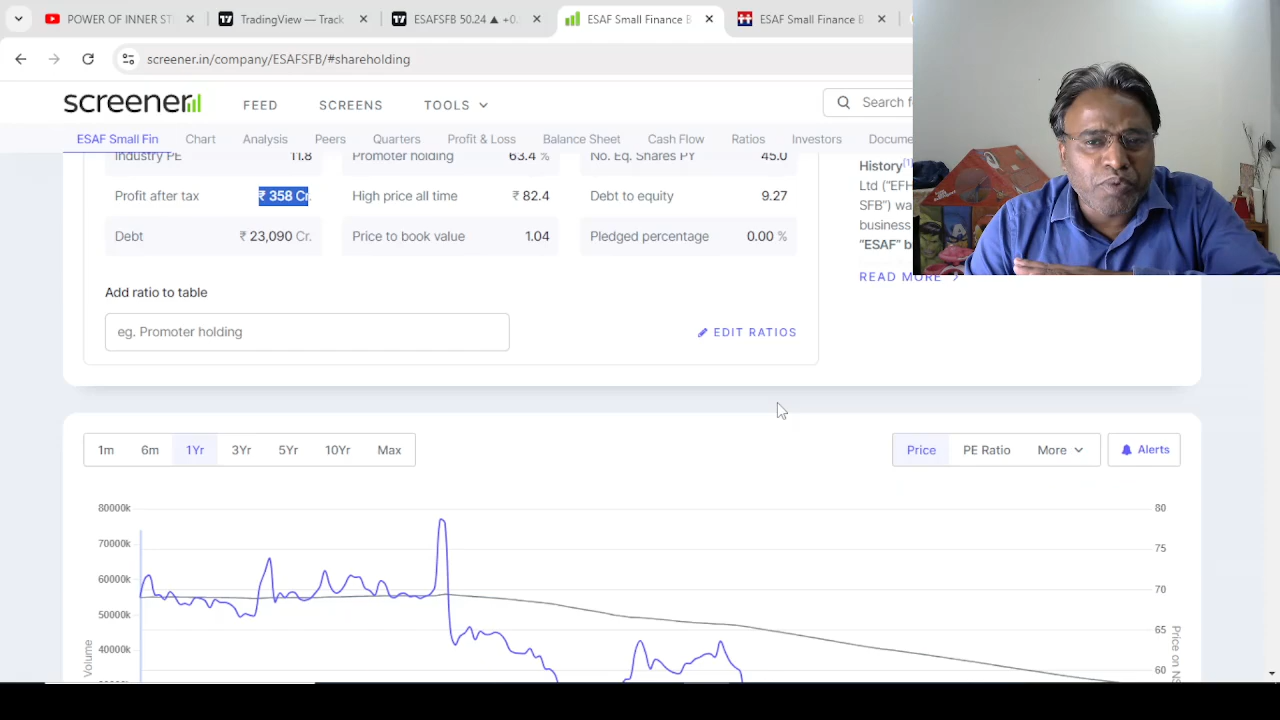 POWER OF INNER ST
TradingView — Track
ESAFSFB 50.24 ▲ +0.
ESAF Small Finance B
ESAF Small Finance B
screener.in/company/ESAFSFB/#shareholding
screener
FEED
SCREENS
TOOLS
Search f
ESAF Small Fin
Chart
Analysis
Peers
Quarters
Profit & Loss
Balance Sheet
Cash Flow
Ratios
Investors
Docume
Industry PE 11.8
Promoter holding 63.4 %
No. Eq. Shares PY 45.0
Profit after tax ₹ 358 Cr.
High price all time ₹ 82.4
Debt to equity 9.27
Debt ₹ 23,090 Cr.
Price to book value 1.04
Pledged percentage 0.00 %
History[1]
Ltd ("EFH
SFB") wa
business
"ESAF" b
READ MORE
Add ratio to table
eg. Promoter holding
EDIT RATIOS
1m 6m 1Yr 3Yr 5Yr 10Yr Max
Price PE Ratio More
Alerts
80000k
70000k
60000k
50000k
40000k
Volume
80
75
70
65
60
Price on NS